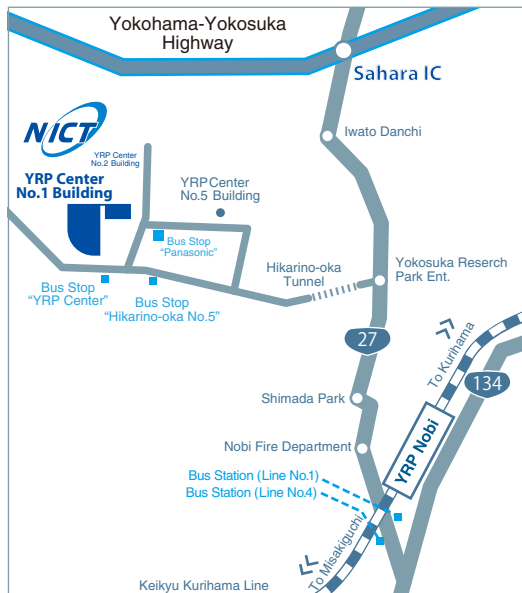 Yokohama-Yokosuka
Highway
Sahara IC
NICT
Iwato Danchi
YRP Center
No.2 Building
YRP Center
No.1 Building
YRPCenter
No.5 Building
Bus Stop
“Panasonic”
Hikarino-oka
Tunnel
Yokosuka Reserch
Park Ent.
Bus Stop
“YRP Center”
Bus Stop
“Hikarino-oka No.5”
27
To Kurihama
134
Shimada Park
YRP Nobi
Nobi Fire Department
Bus Station (Line No.1)
Bus Station (Line No.4)
To Misakiguchi
Keikyu Kurihama Line